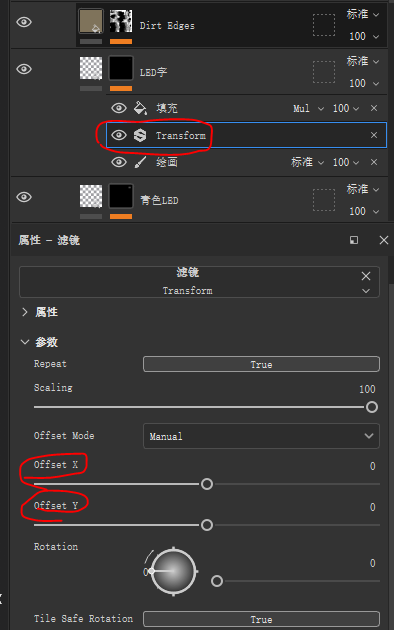 Dirt Edges 标准
100
LED字 标准
100
填充 Mul 100
Transform
绘画 标准 100
青色LED 标准
100
属性 - 滤镜
滤镜
Transform
属性
参数
Repeat True
Scaling 100
Offset Mode Manual
Offset X 0
Offset Y 0
Rotation 0 0
Tile Safe Rotation True